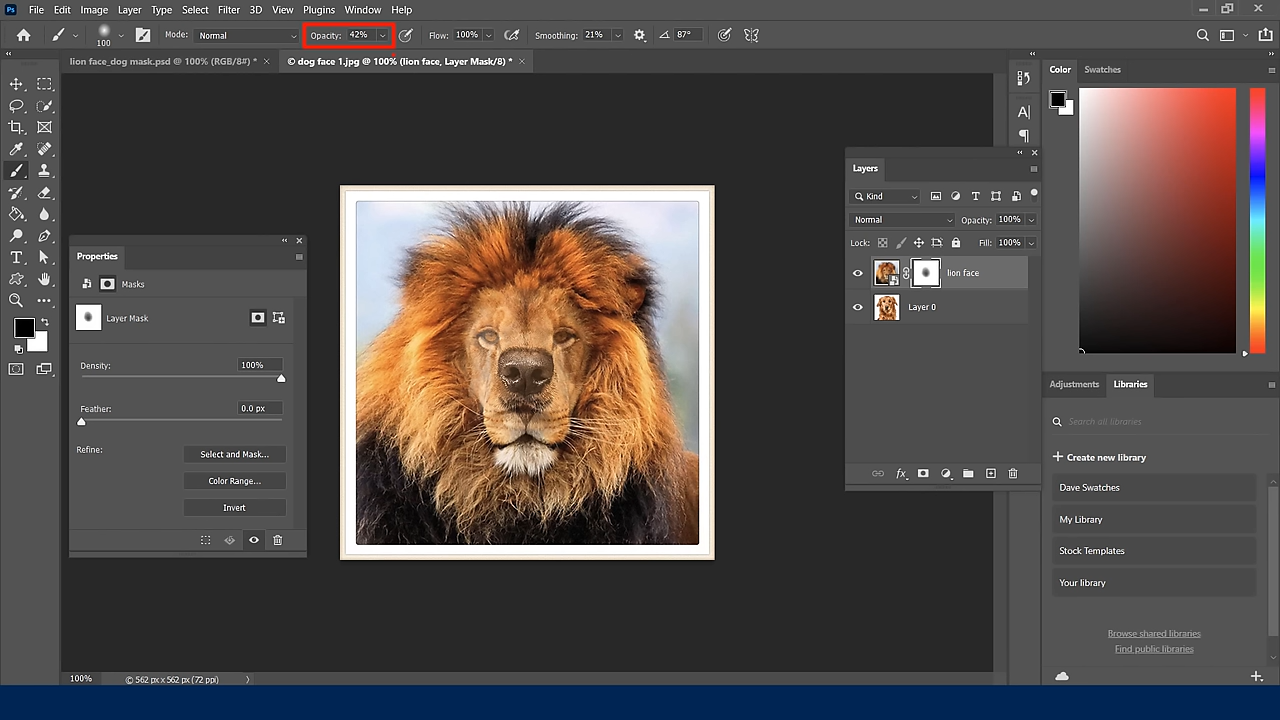 Ps File Edit Image Layer Type Select Filter 3D View Plugins Window Help
100 Mode: Normal Opacity: 42% Flow: 100% Smoothing: 21% 87°
lion face_dog mask.psd @ 100% (RGB/8#) * × © dog face 1.jpg @ 100% (lion face, Layer Mask/8) * ×
Color Swatches
Layers
Kind
Normal Opacity: 100%
Lock: Fill: 100%
lion face
Layer 0
fx
Properties
Masks
Layer Mask
Density: 100%
Feather: 0.0 px
Refine: Select and Mask...
Color Range...
Invert
Adjustments Libraries
Search all libraries
+ Create new library
Dave Swatches
My Library
Stock Templates
Your library
Browse shared libraries
Find public libraries
100% © 562 px x 562 px (72 ppi)